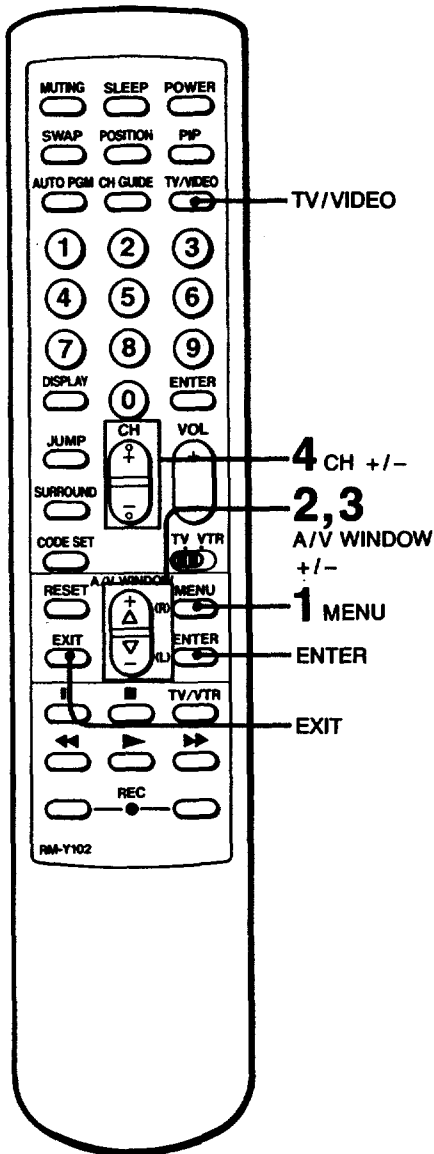 MUTING SLEEP POWER
SWAP POSITION PIP
AUTO PGM CH GUIDE TV/VIDEO
TV/VIDEO
1 2 3
4 5 6
7 8 9
DISPLAY 0 ENTER
CH VOL
JUMP + +
4 CH +/−
SURROUND −
2,3
A/V WINDOW
+/−
CODE SET TV VTR
RESET A/V WINDOW MENU
+ (R)
1 MENU
EXIT ENTER
− (L)
ENTER
TV/VTR
EXIT
REC
RM-Y102